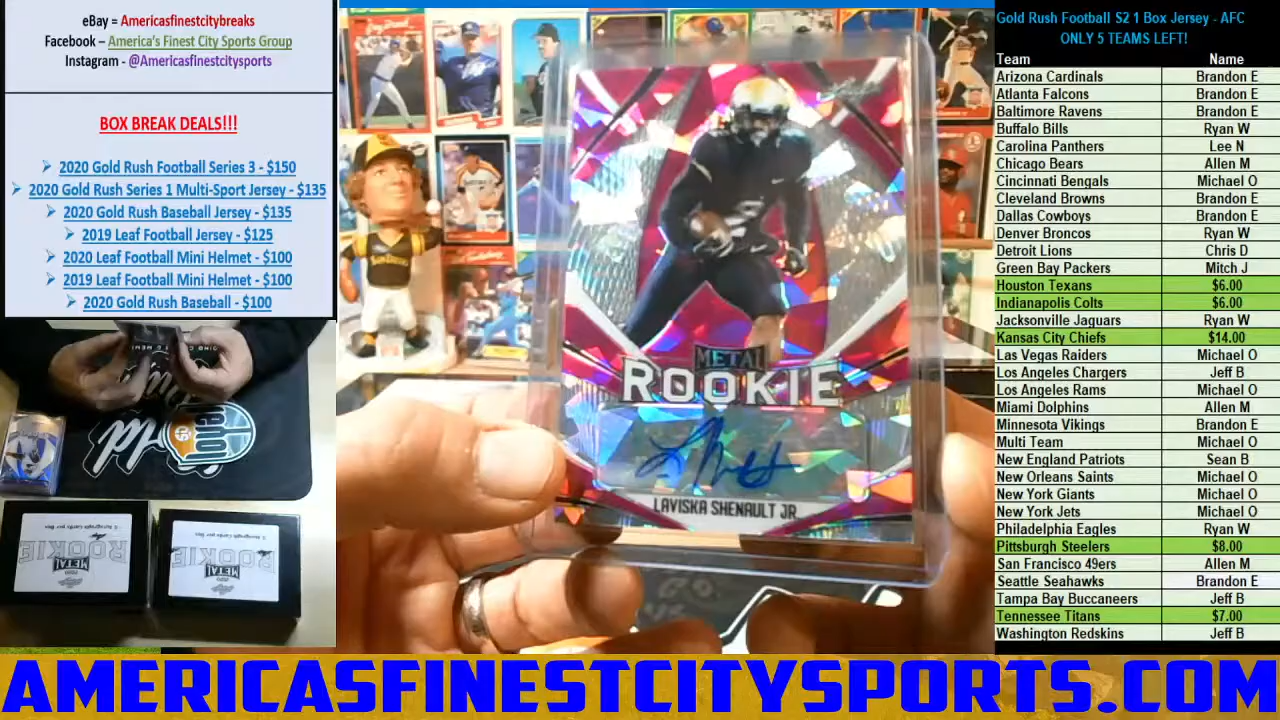 eBay = Americasfinestcitybreaks
Facebook – America's Finest City Sports Group
Instagram - @Americasfinestcitysports
BOX BREAK DEALS!!!
2020 Gold Rush Football Series 3 - $150
2020 Gold Rush Series 1 Multi-Sport Jersey - $135
2020 Gold Rush Baseball Jersey - $135
2019 Leaf Football Jersey - $125
2020 Leaf Football Mini Helmet - $100
2019 Leaf Football Mini Helmet - $100
2020 Gold Rush Baseball - $100
METAL
ROOKIE
LAVISKA SHENAULT JR.
ROOKIE
METAL
ROOKIE
METAL
Gold Rush Football S2 1 Box Jersey - AFC
ONLY 5 TEAMS LEFT!
Team Name
Arizona Cardinals Brandon E
Atlanta Falcons Brandon E
Baltimore Ravens Brandon E
Buffalo Bills Ryan W
Carolina Panthers Lee N
Chicago Bears Allen M
Cincinnati Bengals Michael O
Cleveland Browns Brandon E
Dallas Cowboys Brandon E
Denver Broncos Ryan W
Detroit Lions Chris D
Green Bay Packers Mitch J
Houston Texans $6.00
Indianapolis Colts $6.00
Jacksonville Jaguars Ryan W
Kansas City Chiefs $14.00
Las Vegas Raiders Michael O
Los Angeles Chargers Jeff B
Los Angeles Rams Michael O
Miami Dolphins Allen M
Minnesota Vikings Brandon E
Multi Team Michael O
New England Patriots Sean B
New Orleans Saints Michael O
New York Giants Michael O
New York Jets Michael O
Philadelphia Eagles Ryan W
Pittsburgh Steelers $8.00
San Francisco 49ers Allen M
Seattle Seahawks Brandon E
Tampa Bay Buccaneers Jeff B
Tennessee Titans $7.00
Washington Redskins Jeff B
AMERICASFINESTCITYSPORTS.COM